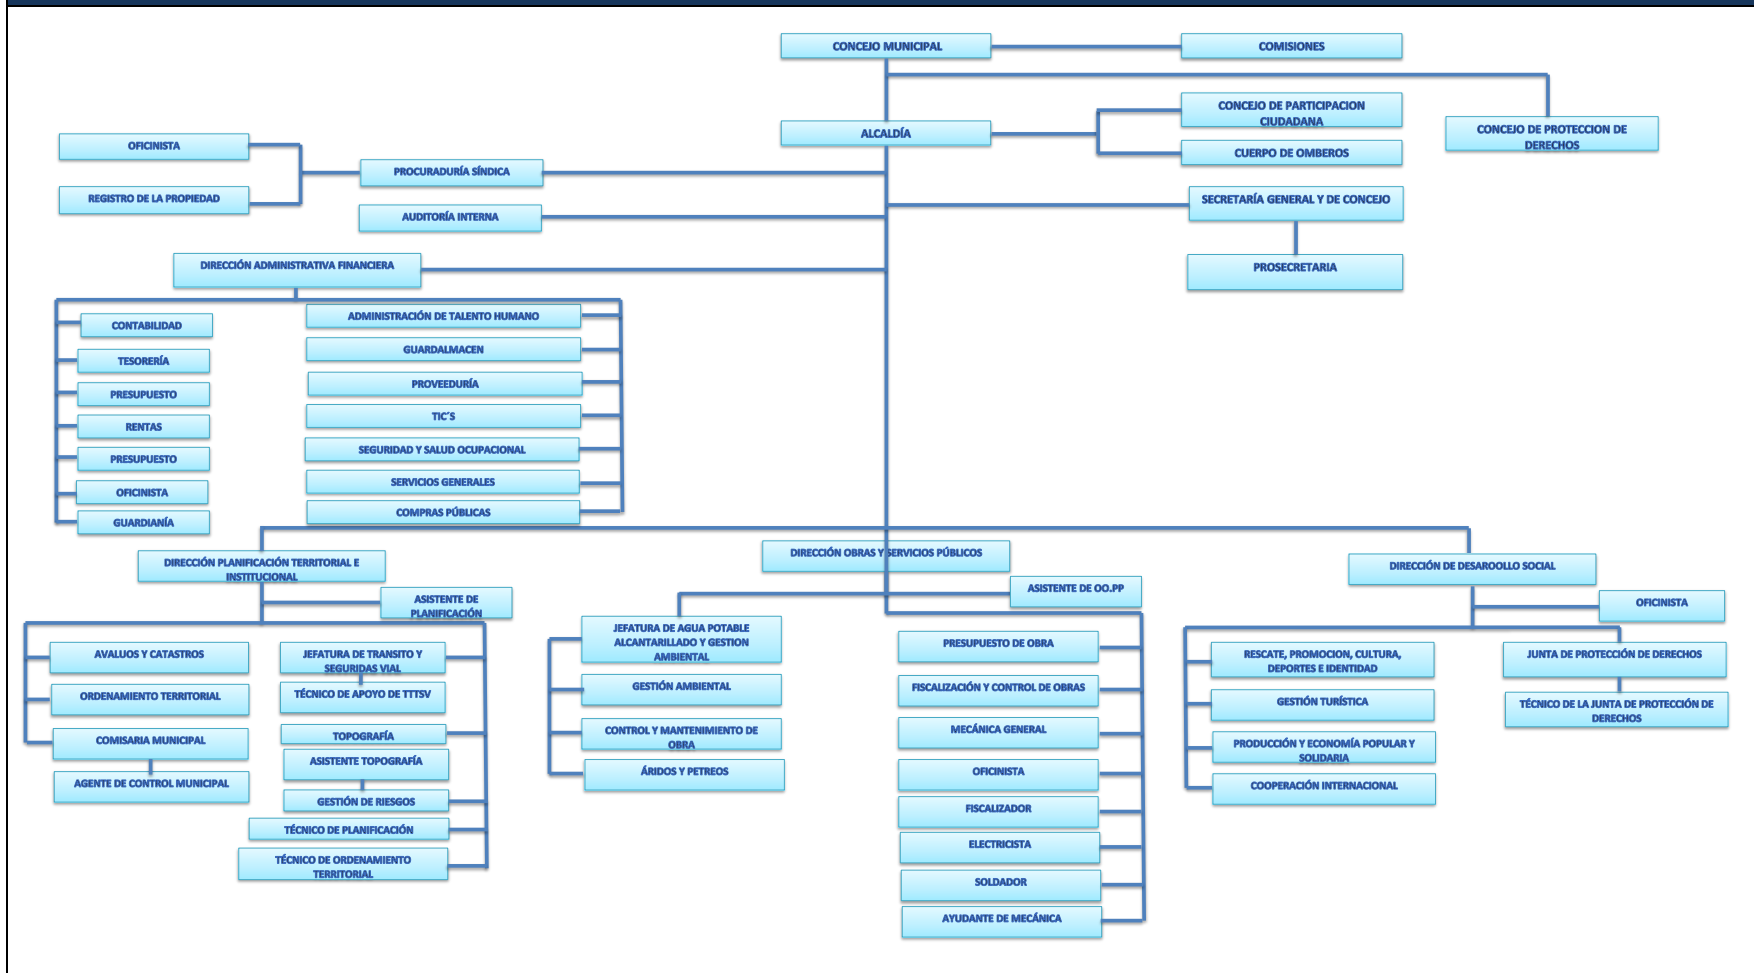 CONCEJO MUNICIPAL
COMISIONES
CONCEJO DE PARTICIPACION
CIUDADANA
ALCALDÍA
CONCEJO DE PROTECCION DE
DERECHOS
CUERPO DE OMBEROS
OFICINISTA
PROCURADURÍA SÍNDICA
REGISTRO DE LA PROPIEDAD
AUDITORÍA INTERNA
SECRETARÍA GENERAL Y DE CONCEJO
PROSECRETARIA
DIRECCIÓN ADMINISTRATIVA FINANCIERA
CONTABILIDAD
TESORERÍA
PRESUPUESTO
RENTAS
PRESUPUESTO
OFICINISTA
GUARDIANÍA
ADMINISTRACIÓN DE TALENTO HUMANO
GUARDALMACEN
PROVEEDURÍA
TIC´S
SEGURIDAD Y SALUD OCUPACIONAL
SERVICIOS GENERALES
COMPRAS PÚBLICAS
DIRECCIÓN PLANIFICACIÓN TERRITORIAL E
INSTITUCIONAL
ASISTENTE DE
PLANIFICACIÓN
AVALUOS Y CATASTROS
ORDENAMIENTO TERRITORIAL
COMISARIA MUNICIPAL
AGENTE DE CONTROL MUNICIPAL
JEFATURA DE TRANSITO Y
SEGURIDAS VIAL
TÉCNICO DE APOYO DE TTTSV
TOPOGRAFÍA
ASISTENTE TOPOGRAFÍA
GESTIÓN DE RIESGOS
TÉCNICO DE PLANIFICACIÓN
TÉCNICO DE ORDENAMIENTO
TERRITORIAL
DIRECCIÓN OBRAS Y SERVICIOS PÚBLICOS
ASISTENTE DE OO.PP
JEFATURA DE AGUA POTABLE
ALCANTARILLADO Y GESTION
AMBIENTAL
GESTIÓN AMBIENTAL
CONTROL Y MANTENIMIENTO DE
OBRA
ÁRIDOS Y PETREOS
PRESUPUESTO DE OBRA
FISCALIZACIÓN Y CONTROL DE OBRAS
MECÁNICA GENERAL
OFICINISTA
FISCALIZADOR
ELECTRICISTA
SOLDADOR
AYUDANTE DE MECÁNICA
DIRECCIÓN DE DESAROOLLO SOCIAL
OFICINISTA
RESCATE, PROMOCION, CULTURA,
DEPORTES E IDENTIDAD
GESTIÓN TURÍSTICA
PRODUCCIÓN Y ECONOMÍA POPULAR Y
SOLIDARIA
COOPERACIÓN INTERNACIONAL
JUNTA DE PROTECCIÓN DE DERECHOS
TÉCNICO DE LA JUNTA DE PROTECCIÓN DE
DERECHOS